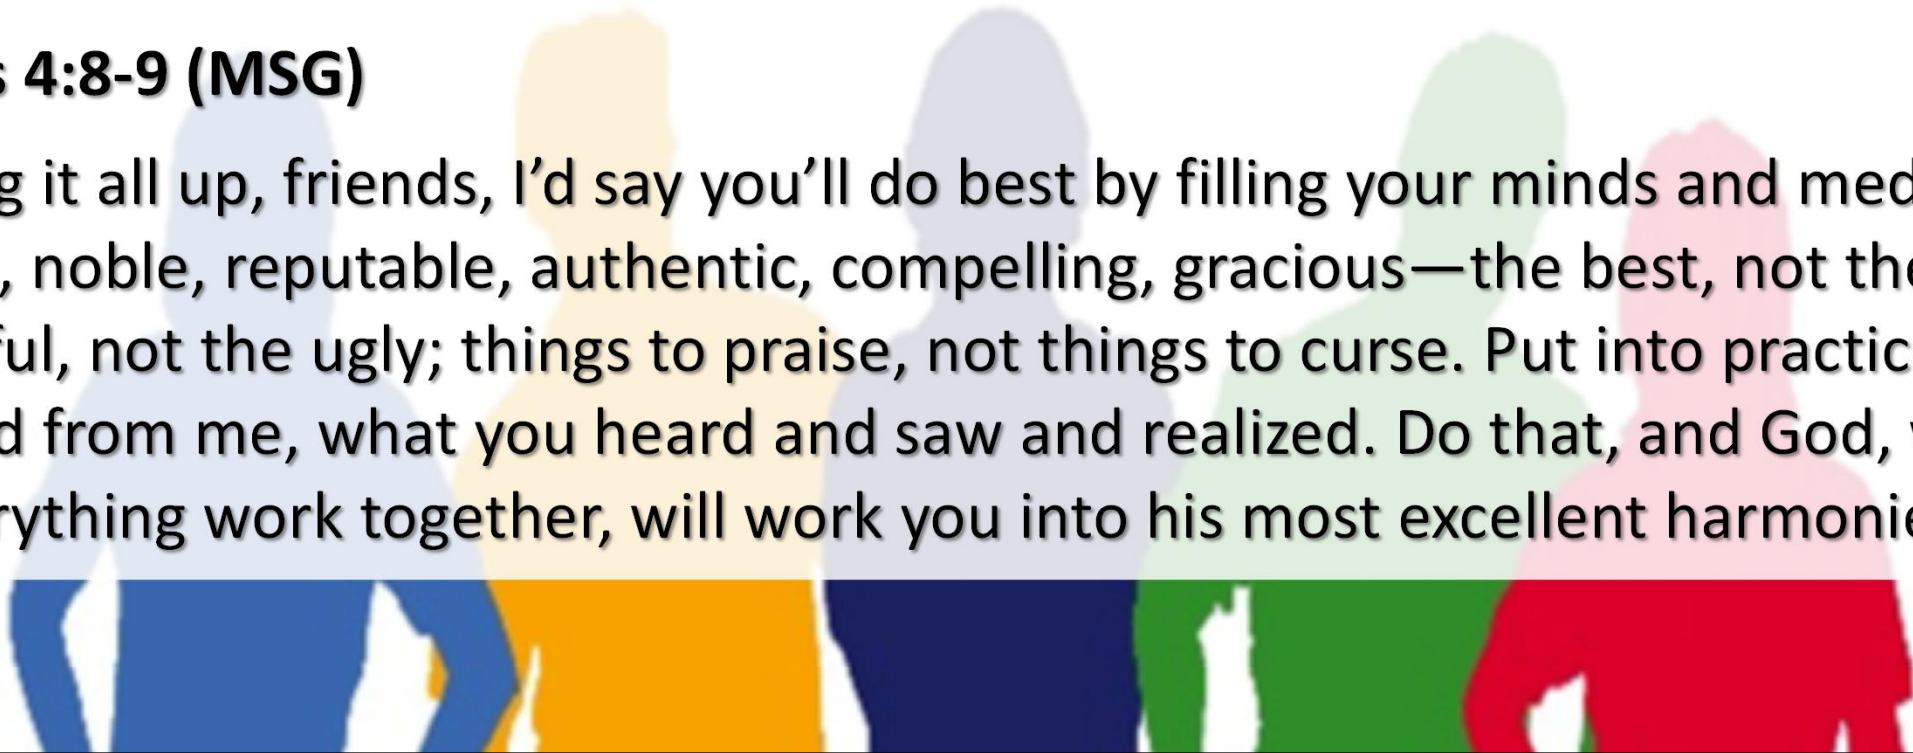 s 4:8-9 (MSG)
g it all up, friends, I’d say you’ll do best by filling your minds and med
, noble, reputable, authentic, compelling, gracious—the best, not the
ful, not the ugly; things to praise, not things to curse. Put into practic
d from me, what you heard and saw and realized. Do that, and God,
rything work together, will work you into his most excellent harmonie